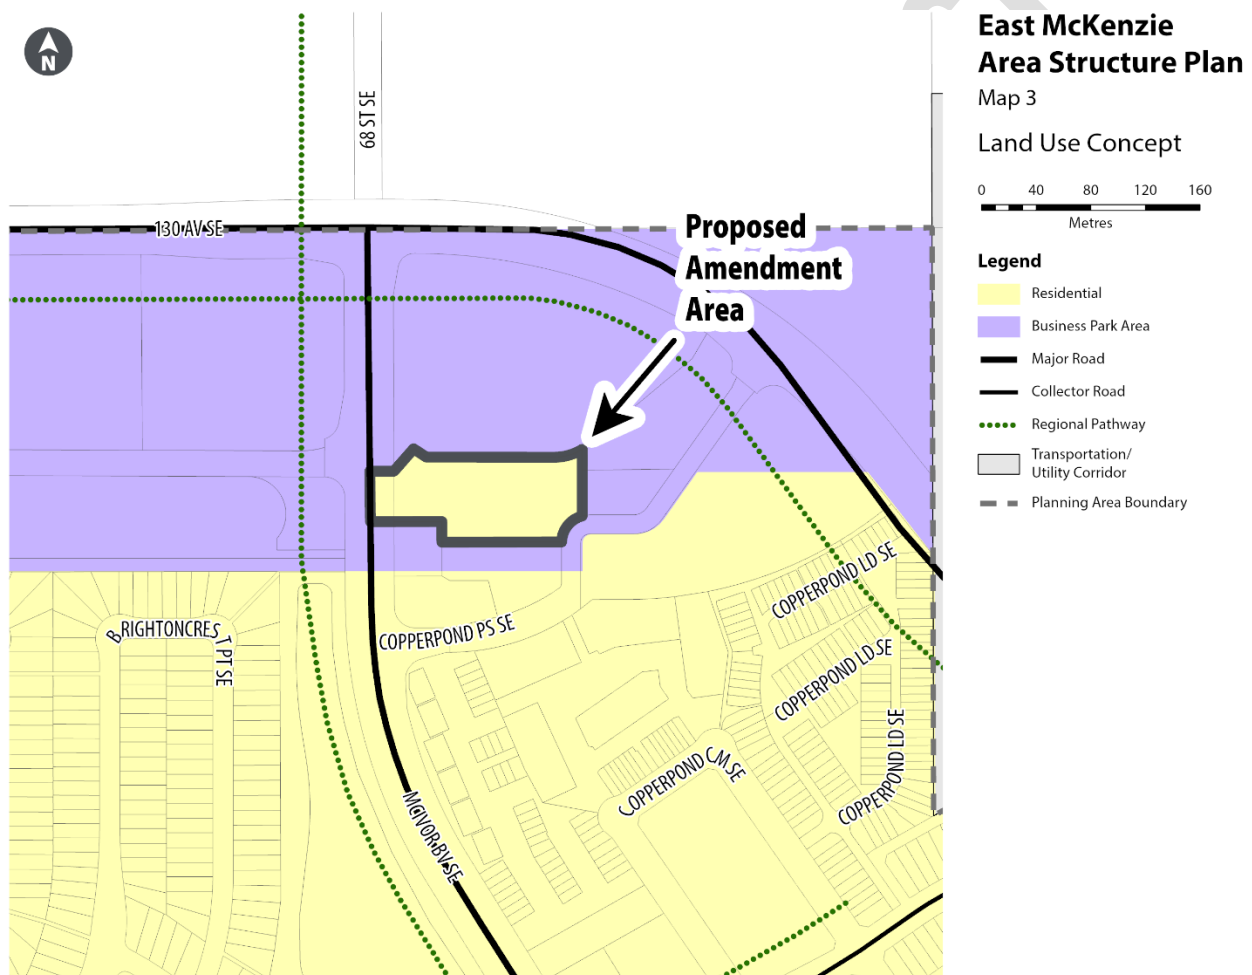 N
East McKenzie
Area Structure Plan
Map 3
Land Use Concept
0 40 80 120 160
Metres
Legend
Residential
Business Park Area
Major Road
Collector Road
Regional Pathway
Transportation/
Utility Corridor
Planning Area Boundary
68 ST SE
130 AV SE
Proposed
Amendment
Area
BRIGHTONCREST PT SE
COPPERPOND PS SE
COPPERPOND LD SE
COPPERPOND LD SE
COPPERPOND LD SE
COPPERPOND CM SE
MCIVOR BV SE